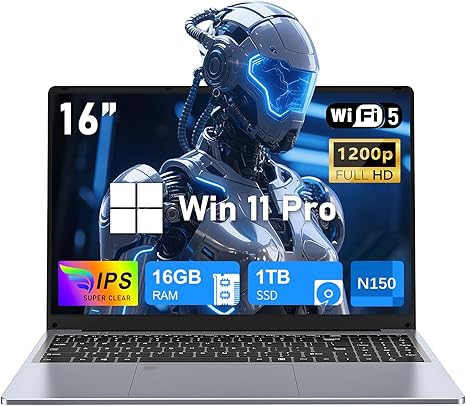 16”
WiFi 5
1200p
FULL HD
Win 11 Pro
IPS
SUPER CLEAR
16GB
RAM
1TB
SSD
N150